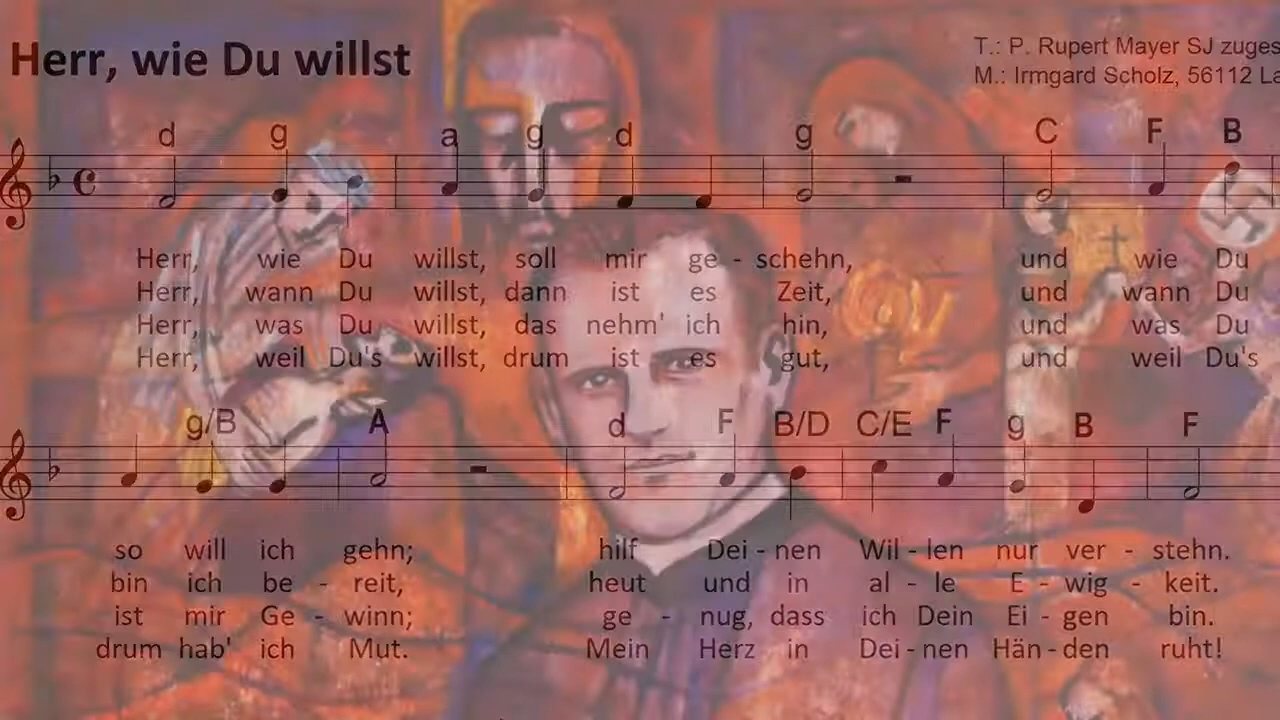 Herr, wie Du willst
T.: P. Rupert Mayer SJ zuges
M.: Irmgard Scholz, 56112 La
d g a g d g C F B
Herr, wie Du willst, soll mir ge - schehn, und wie Du
Herr, wann Du willst, dann ist es Zeit, und wann Du
Herr, was Du willst, das nehm' ich hin, und was Du
Herr, weil Du's willst, drum ist es gut, und weil Du's
g/B A d F B/D C/E F g B F
so will ich gehn; hilf Dei - nen Wil - len nur ver - stehn.
bin ich be - reit, heut und in al - le E - wig - keit.
ist mir Ge - winn; ge - nug, dass ich Dein Ei - gen bin.
drum hab' ich Mut. Mein Herz in Dei - nen Hän - den ruht!